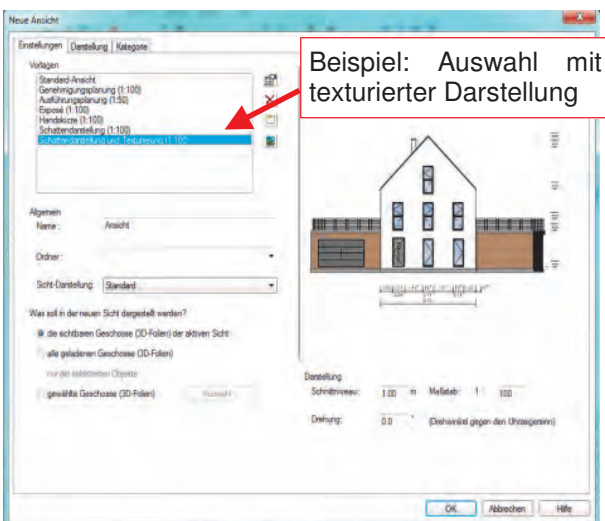 Neue Ansicht
Einstellungen Darstellung Kategorie
Vorlagen
Beispiel: Auswahl mit
texturierter Darstellung
Standard-Ansicht
Genehmigungsplanung (1:100)
Ausführungsplanung (1:50)
Exposé (1:100)
Handskizze (1:100)
Schattendarstellung (1:100)
Schattendarstellung und Texturierung (1:100)
Allgemein
Name: Ansicht
Ordner:
Sicht-Darstellung: Standard
Was soll in der neuen Sicht dargestellt werden?
die sichtbaren Geschosse (3D-Folien) der aktiven Sicht
alle geladenen Geschosse (3D-Folien)
nur die selektierten Objekte
gewählte Geschosse (3D-Folien) Auswahl
Darstellung
Schnittniveau: 1.00 m Maßstab: 1: 100
Drehung: 0.0 ° (Drehwinkel gegen den Uhrzeigersinn)
OK Abbrechen Hilfe